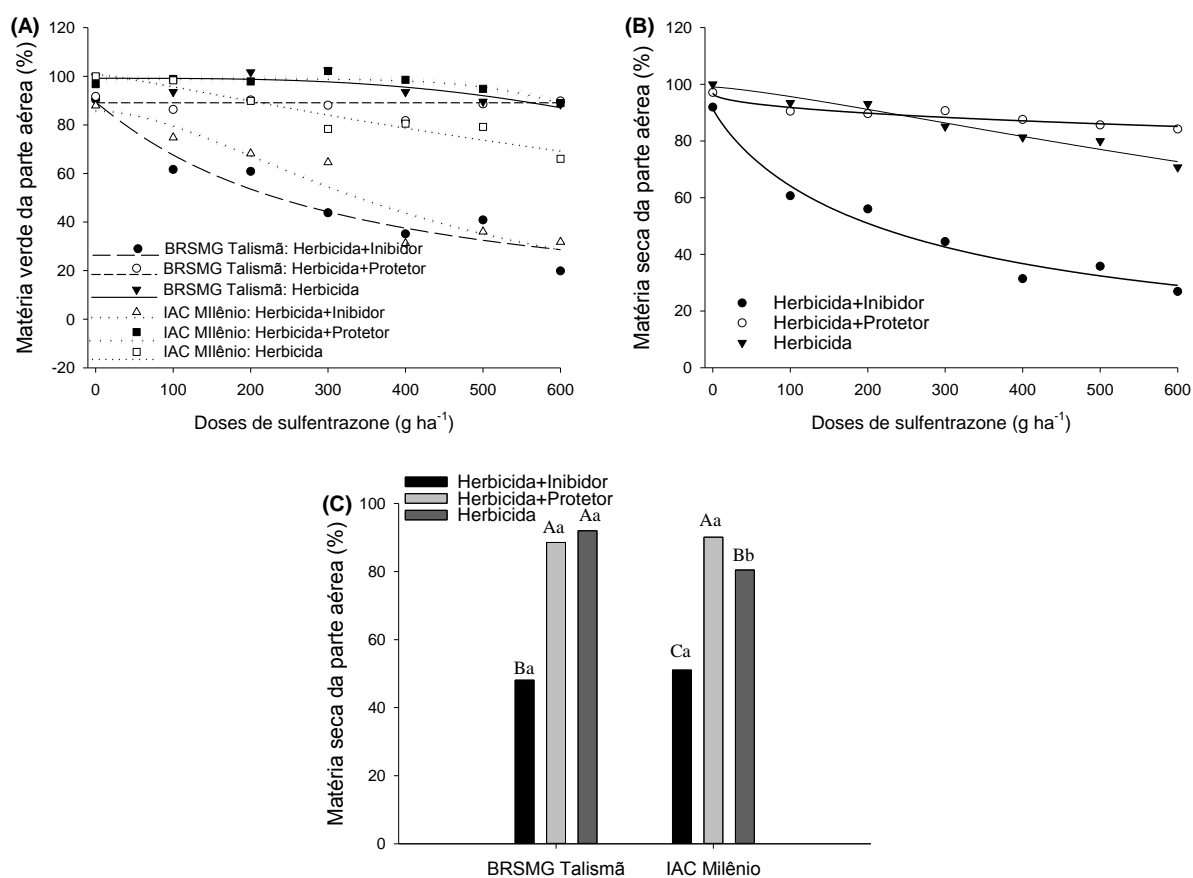 (A)
120
100
80
60
40
20
0
-20
Matéria verde da parte aérea (%)
BRSMG Talismã: Herbicida+Inibidor
BRSMG Talismã: Herbicida+Protetor
BRSMG Talismã: Herbicida
IAC MIlênio: Herbicida+Inibidor
IAC MIlênio: Herbicida+Protetor
IAC MIlênio: Herbicida
0 100 200 300 400 500 600
Doses de sulfentrazone (g ha⁻¹)
(B)
120
100
80
60
40
20
0
Matéria seca da parte aérea (%)
Herbicida+Inibidor
Herbicida+Protetor
Herbicida
0 100 200 300 400 500 600
Doses de sulfentrazone (g ha⁻¹)
(C)
Herbicida+Inibidor
Herbicida+Protetor
Herbicida
100
80
60
40
20
0
Matéria seca da parte aérea (%)
Ba
Aa
Aa
Ca
Aa
Bb
BRSMG Talismã IAC Milênio